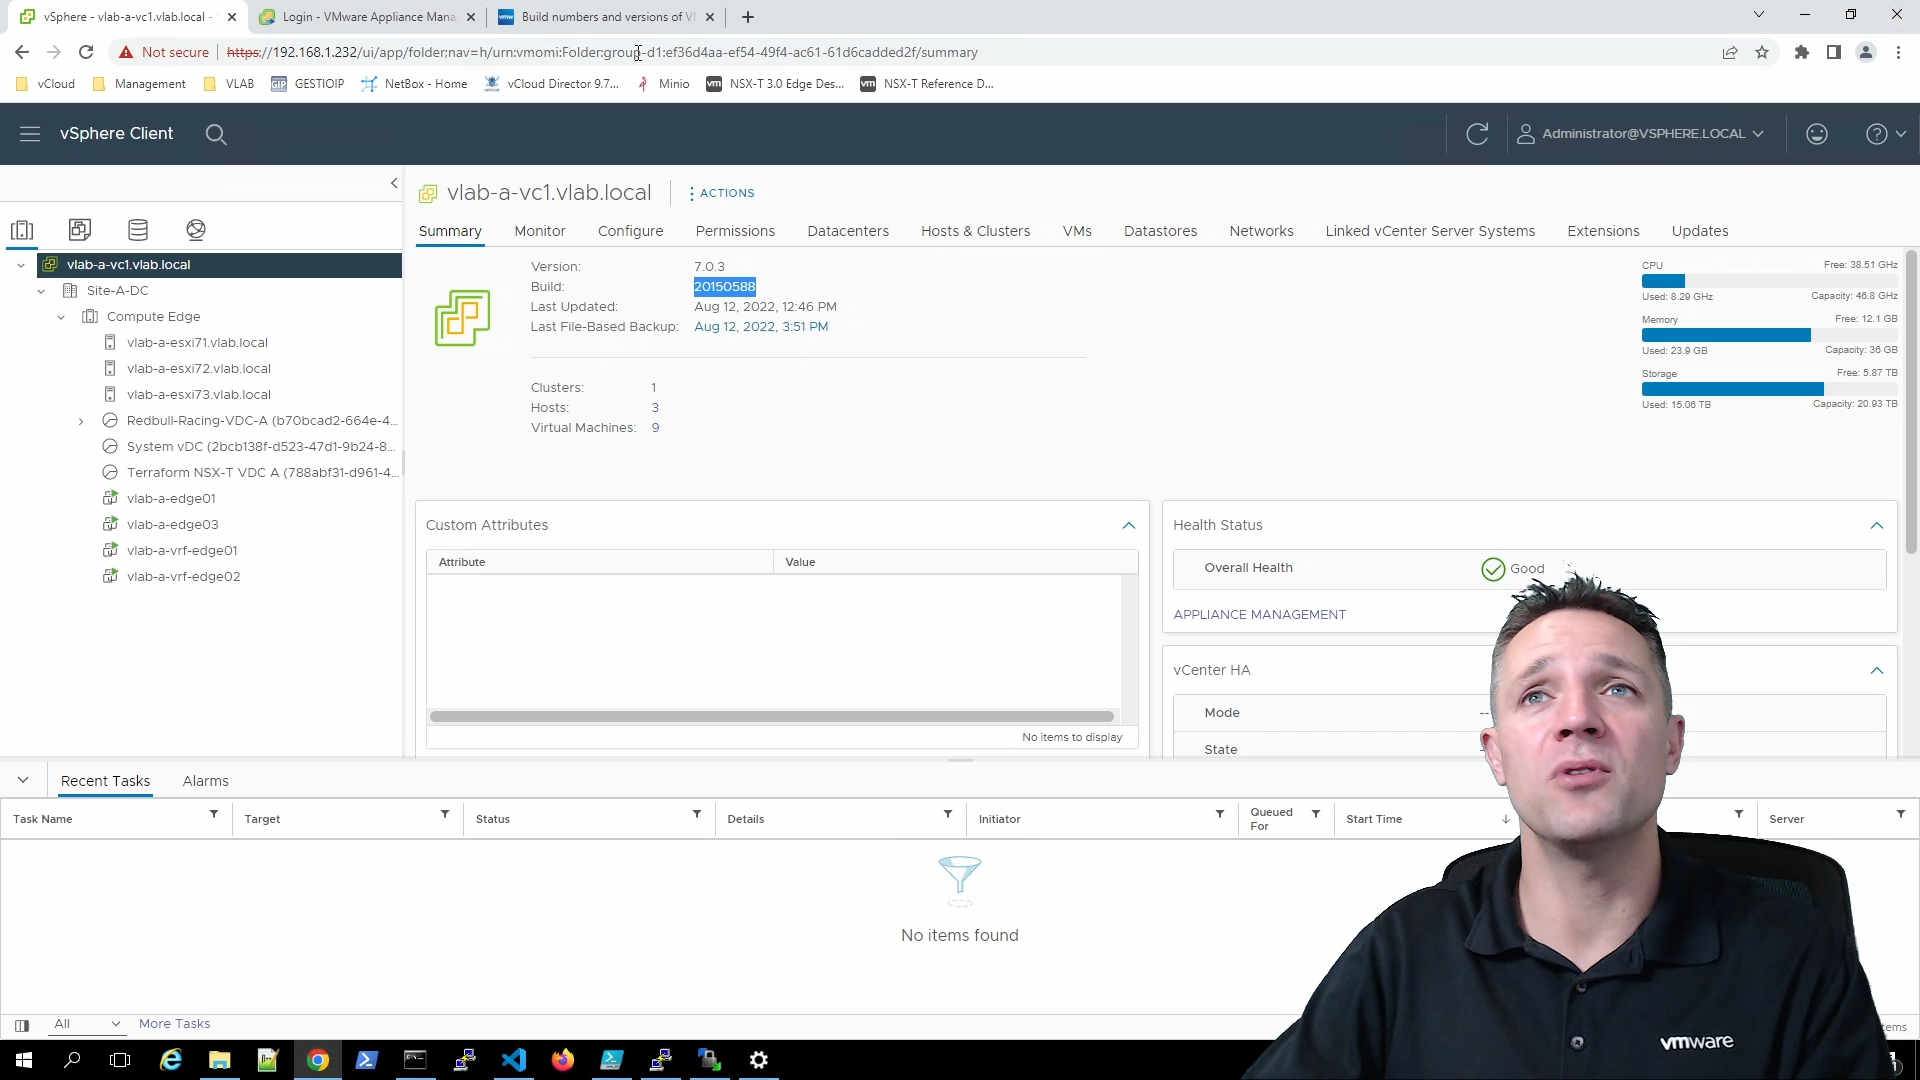 vSphere - vlab-a-vc1.vlab.local -
Login - VMware Appliance Mana
vmw
Build numbers and versions of V
Not secure
https://192.168.1.232/ui/app/folder;nav=h/urn:vmomi:Folder:group-d1:ef36d4aa-ef54-49f4-ac61-61d6cadded2f/summary
vCloud
Management
VLAB
GESTIOIP
NetBox - Home
vCloud Director 9.7...
Minio
vm
NSX-T 3.0 Edge Des...
vm
NSX-T Reference D...
vSphere Client
Administrator@VSPHERE.LOCAL
vlab-a-vc1.vlab.local
ACTIONS
Summary
Monitor
Configure
Permissions
Datacenters
Hosts & Clusters
VMs
Datastores
Networks
Linked vCenter Server Systems
Extensions
Updates
vlab-a-vc1.vlab.local
Site-A-DC
Compute Edge
vlab-a-esxi71.vlab.local
vlab-a-esxi72.vlab.local
vlab-a-esxi73.vlab.local
Redbull-Racing-VDC-A (b70bcad2-664e-4...
System vDC (2bcb138f-d523-47d1-9b24-8...
Terraform NSX-T VDC A (788abf31-d961-4...
vlab-a-edge01
vlab-a-edge03
vlab-a-vrf-edge01
vlab-a-vrf-edge02
Version: 7.0.3
Build: 20150588
Last Updated: Aug 12, 2022, 12:46 PM
Last File-Based Backup: Aug 12, 2022, 3:51 PM
Clusters: 1
Hosts: 3
Virtual Machines: 9
CPU Free: 38.51 GHz
Used: 8.29 GHz Capacity: 46.8 GHz
Memory Free: 12.1 GB
Used: 23.9 GB Capacity: 36 GB
Storage Free: 5.87 TB
Used: 15.06 TB Capacity: 20.93 TB
Custom Attributes
Attribute Value
No items to display
Health Status
Overall Health Good
APPLIANCE MANAGEMENT
vCenter HA
Mode --
State
Recent Tasks
Alarms
Task Name
Target
Status
Details
Initiator
Queued For
Start Time
Server
No items found
All
More Tasks
vmware